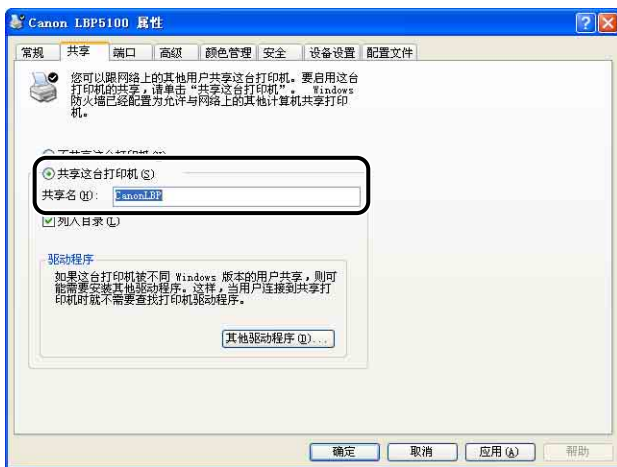 Canon LBP5100 属性
常规 共享 端口 高级 颜色管理 安全 设备设置 配置文件
您可以跟网络上的其他用户共享这台打印机。要启用这台
打印机的共享，请单击“共享这台打印机”。 Windows
防火墙已经配置为允许与网络上的其他计算机共享打印
机。
共享这台打印机(S)
共享名(H): CanonLBP
列入目录(L)
驱动程序
如果这台打印机被不同 Windows 版本的用户共享，则可
能需要安装其他驱动程序。这样，当用户连接到共享打
印机时就不需要查找打印机驱动程序。
其他驱动程序(D)...
确定 取消 应用(A) 帮助